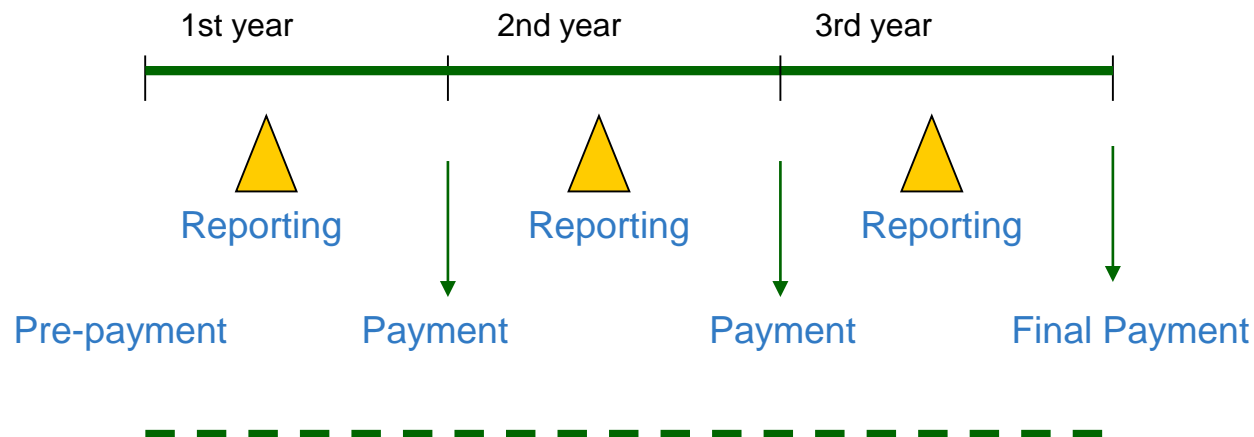 1st year 2nd year 3rd year
Reporting Reporting Reporting
Pre-payment Payment Payment Final Payment